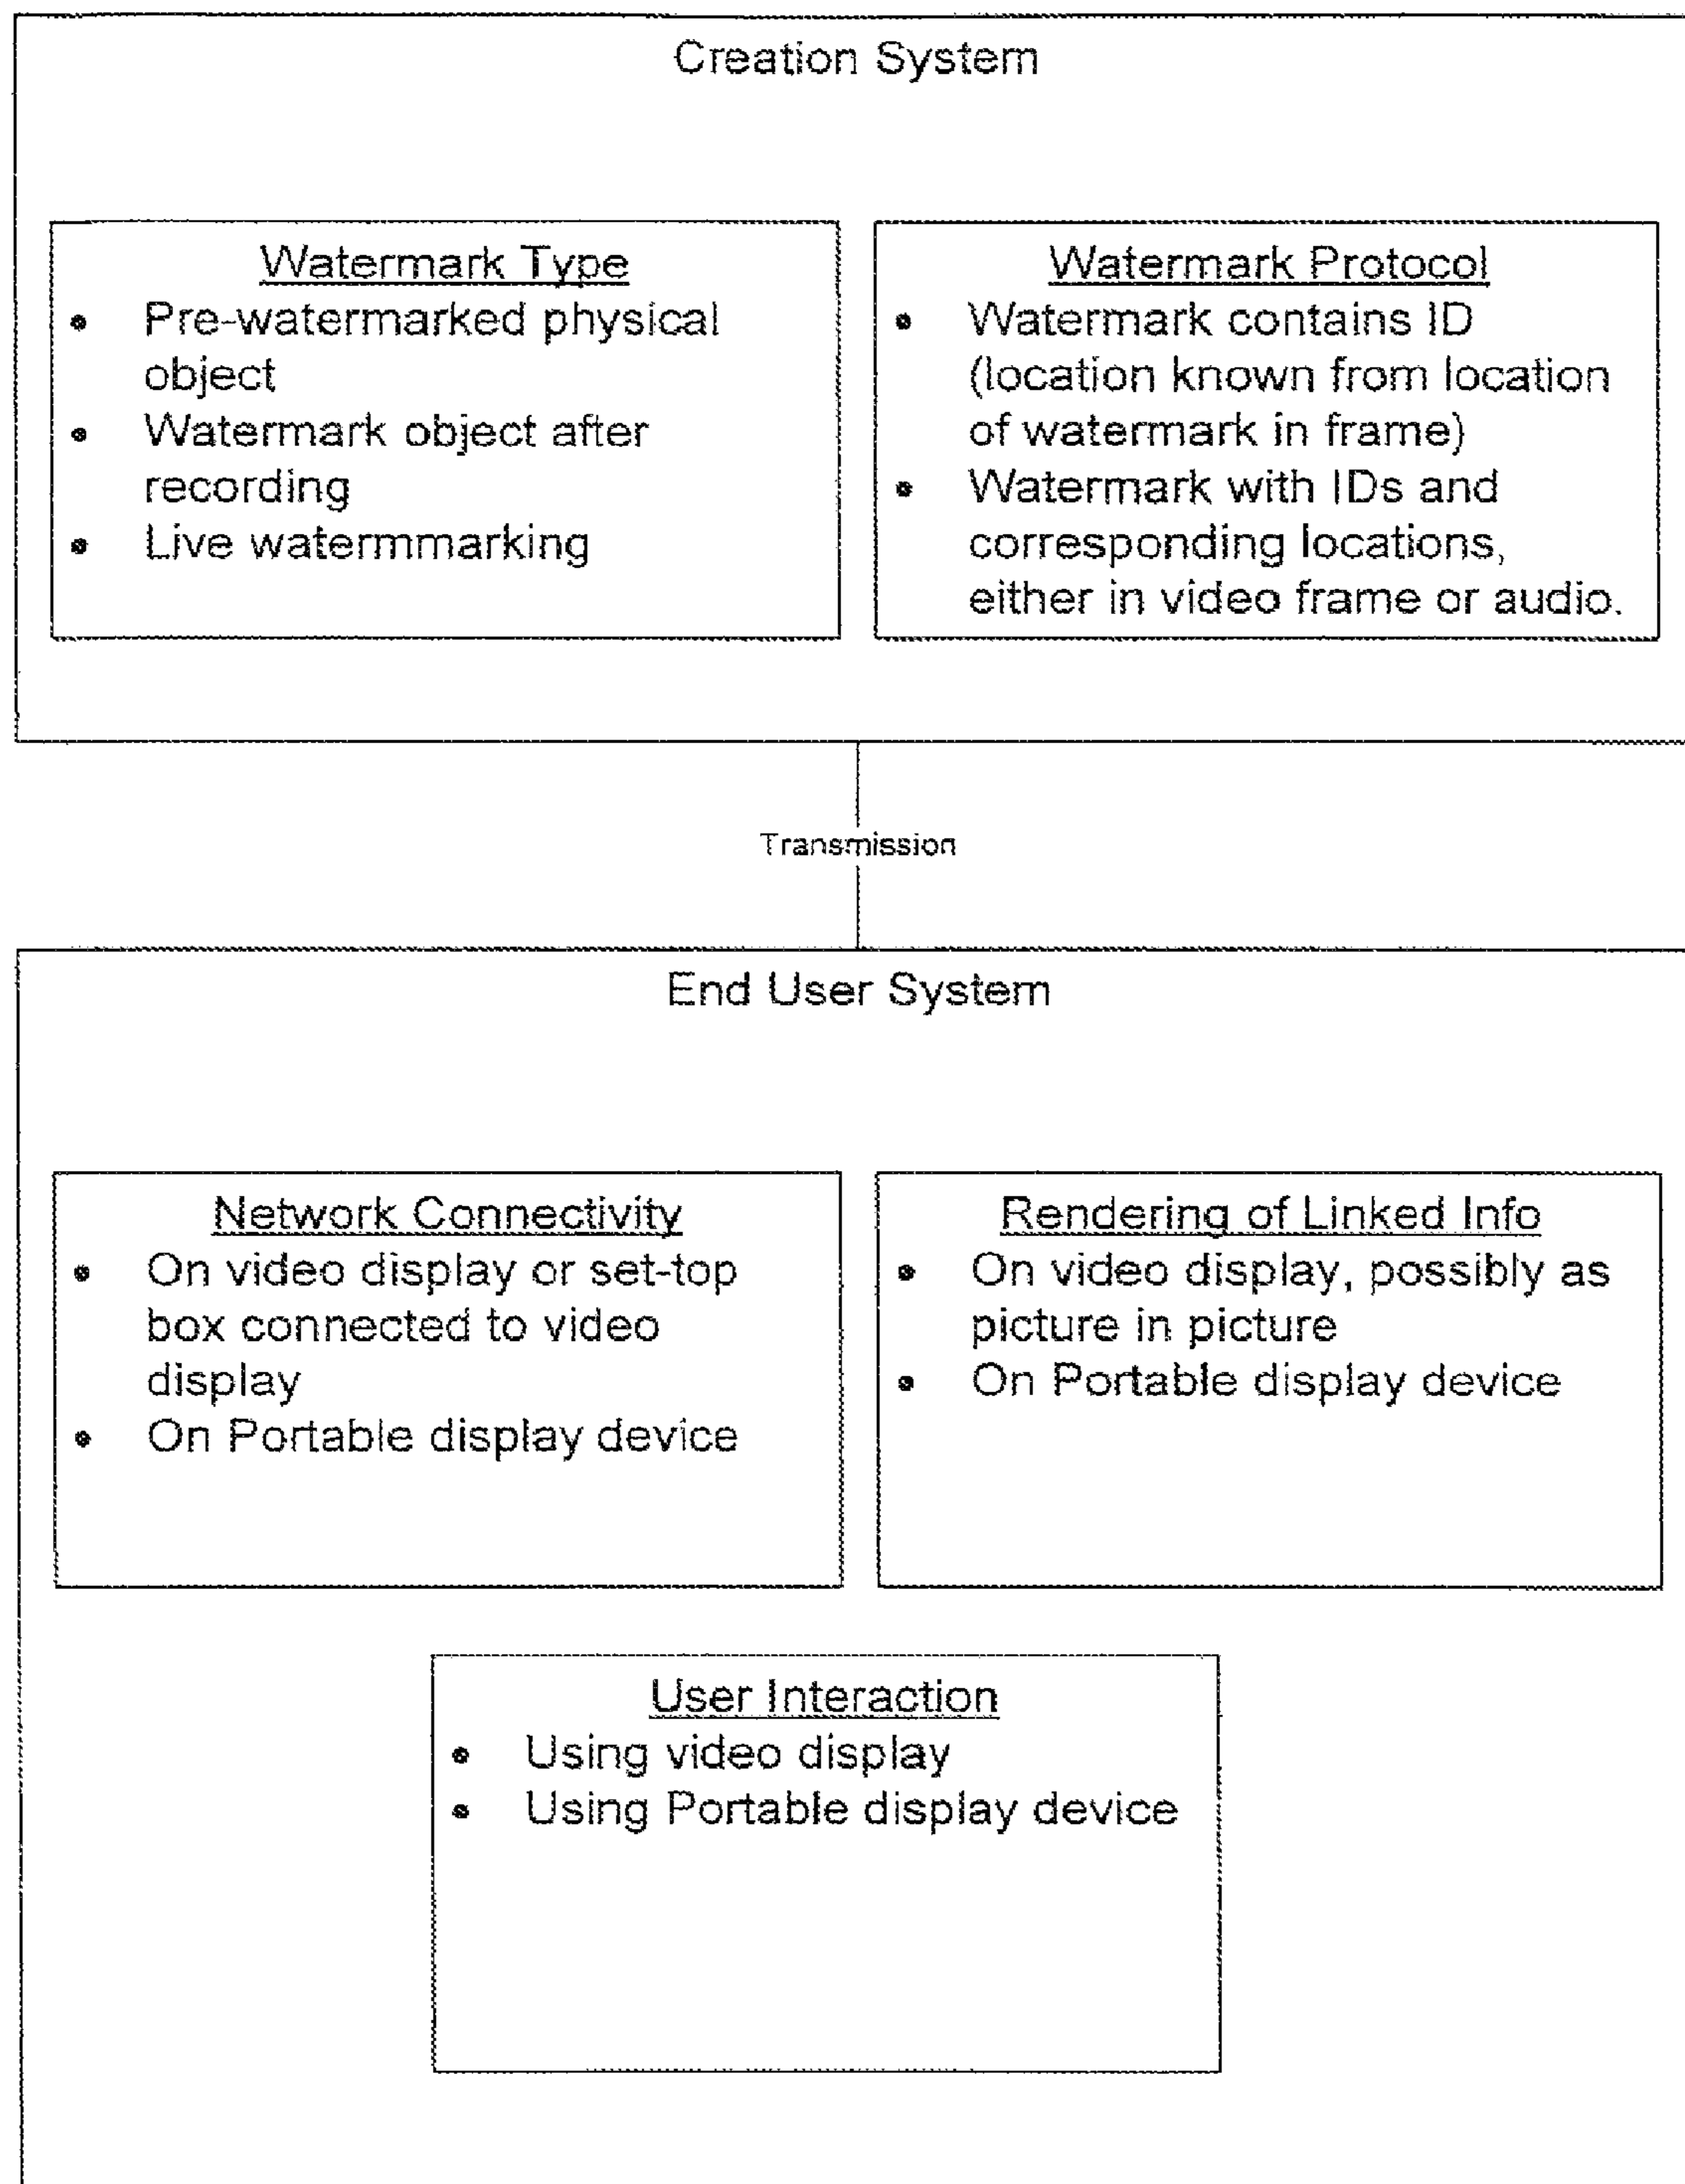 Creation System
Watermark Type
• Pre-watermarked physical
object
• Watermark object after
recording
• Live watermmarking
Watermark Protocol
• Watermark contains ID
(location known from location
of watermark in frame)
• Watermark with IDs and
corresponding locations,
either in video frame or audio.
Transmission
End User System
Network Connectivity
• On video display or set-top
box connected to video
display
• On Portable display device
Rendering of Linked Info
• On video display, possibly as
picture in picture
• On Portable display device
User Interaction
• Using video display
• Using Portable display device